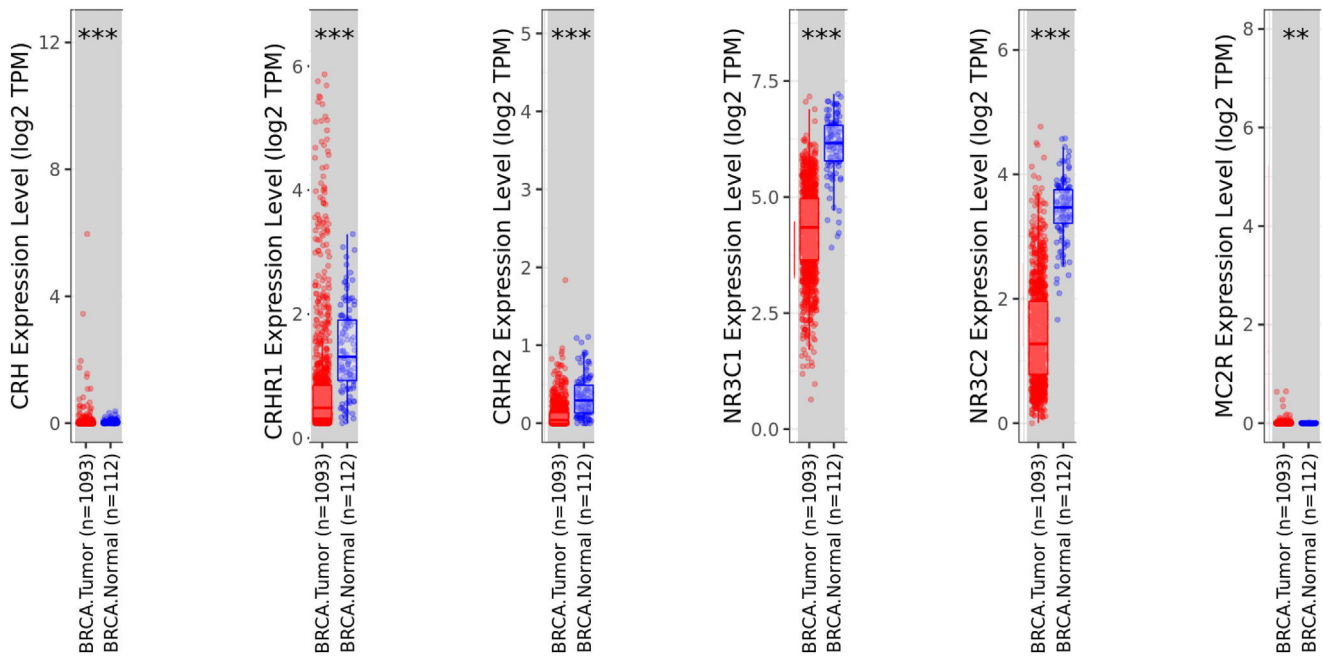 CRH Expression Level (log2 TPM)
12
8
4
0
***
BRCA.Tumor (n=1093)
BRCA.Normal (n=112)
CRHR1 Expression Level (log2 TPM)
6
4
2
0
***
BRCA.Tumor (n=1093)
BRCA.Normal (n=112)
CRHR2 Expression Level (log2 TPM)
5
4
3
2
1
0
***
BRCA.Tumor (n=1093)
BRCA.Normal (n=112)
NR3C1 Expression Level (log2 TPM)
7.5
5.0
2.5
0.0
***
BRCA.Tumor (n=1093)
BRCA.Normal (n=112)
NR3C2 Expression Level (log2 TPM)
6
4
2
0
***
BRCA.Tumor (n=1093)
BRCA.Normal (n=112)
MC2R Expression Level (log2 TPM)
8
6
4
2
0
**
BRCA.Tumor (n=1093)
BRCA.Normal (n=112)